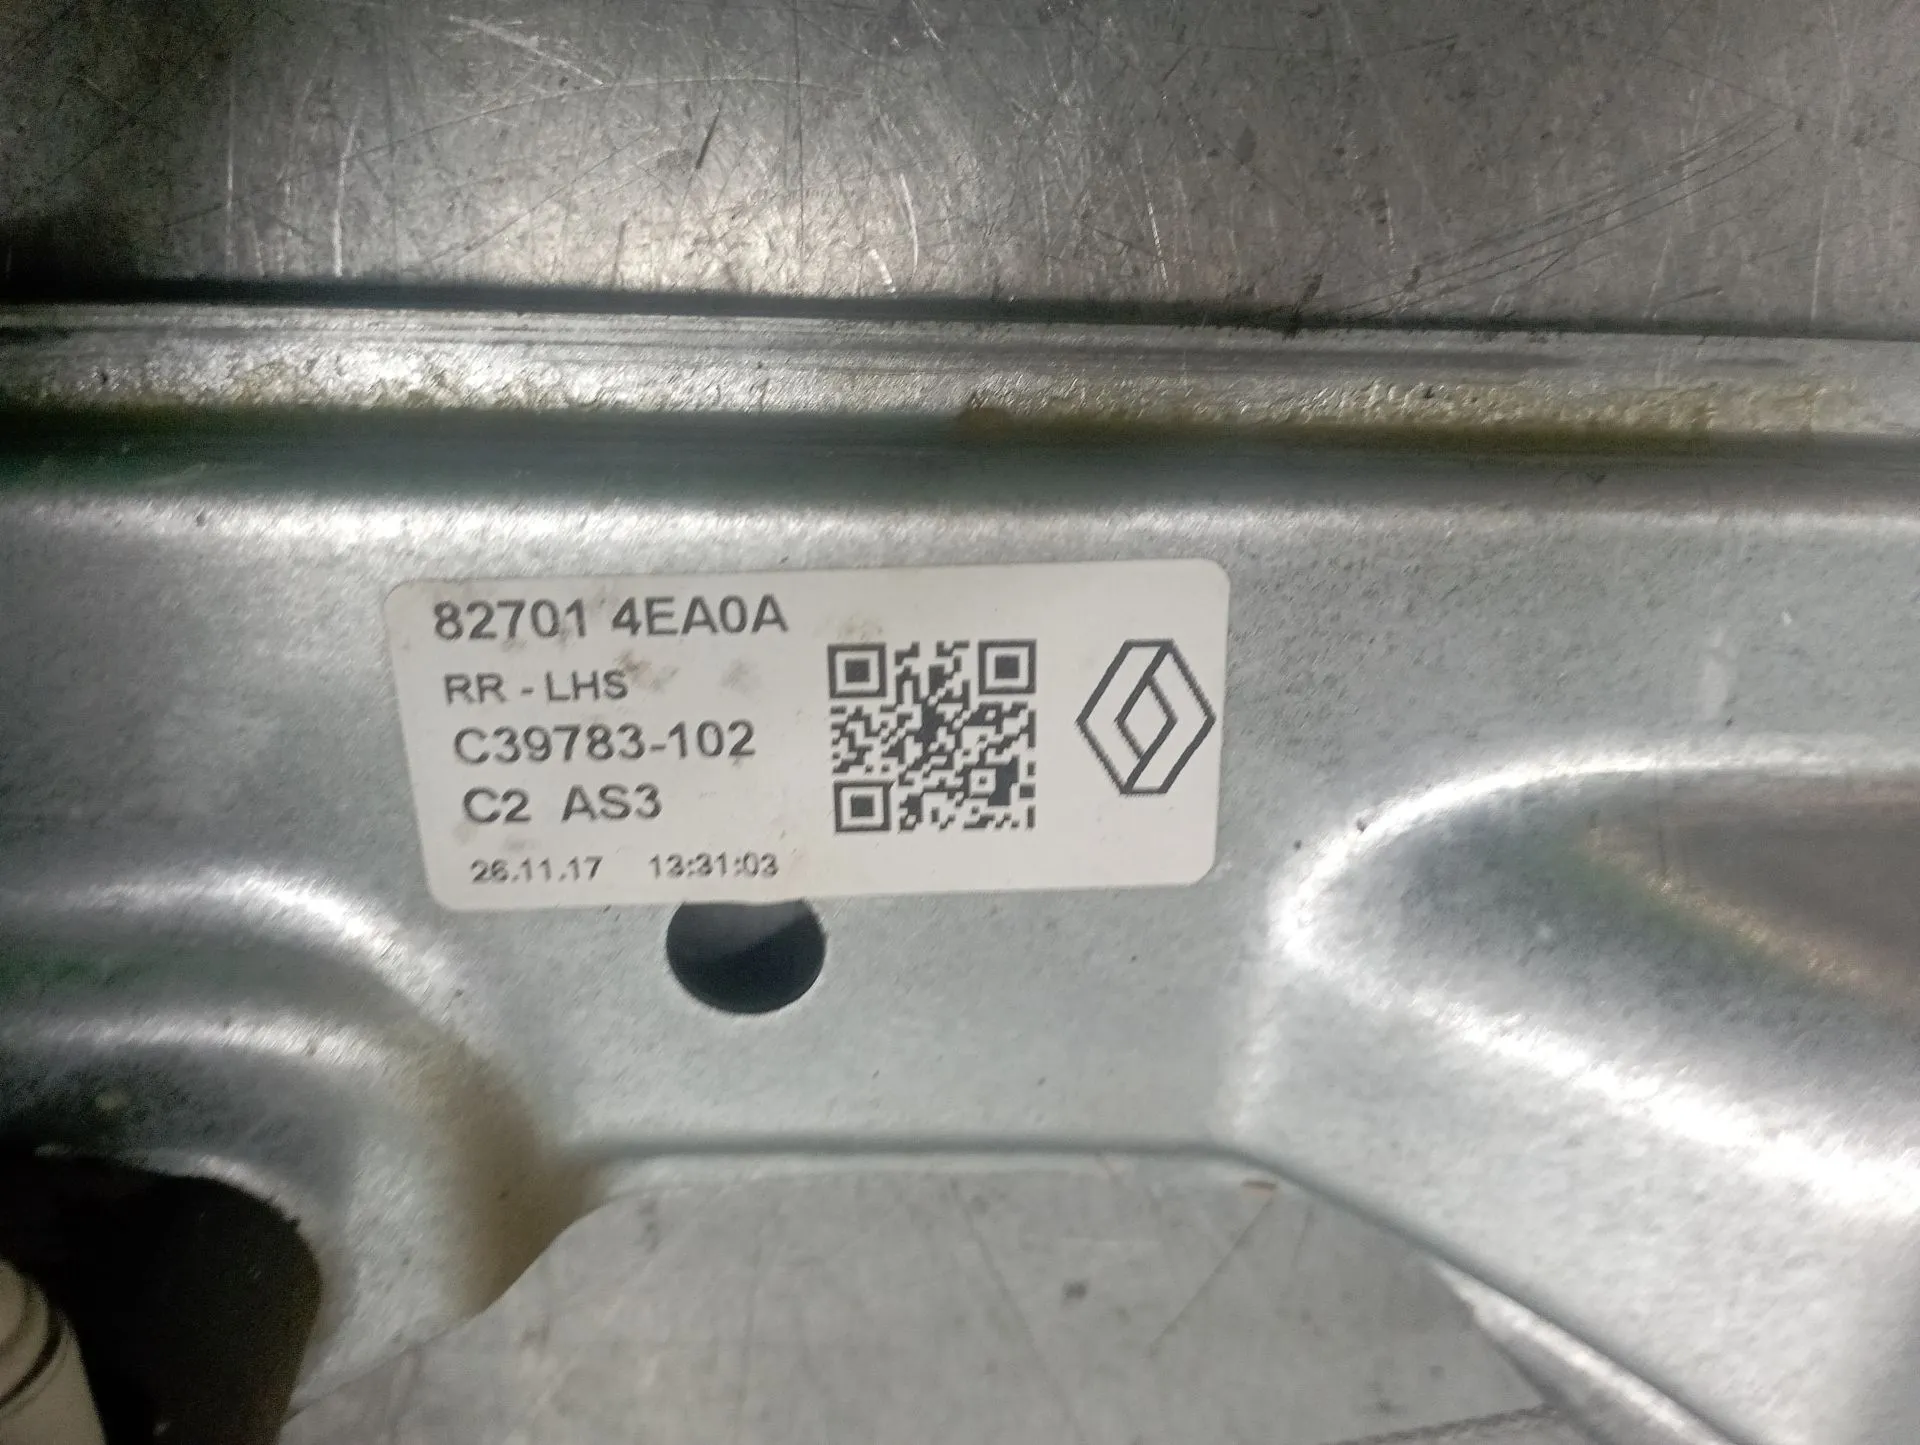 82701 4EA0A
RR - LHS
C39783-102
C2 AS3
26.11.17 13:31:03